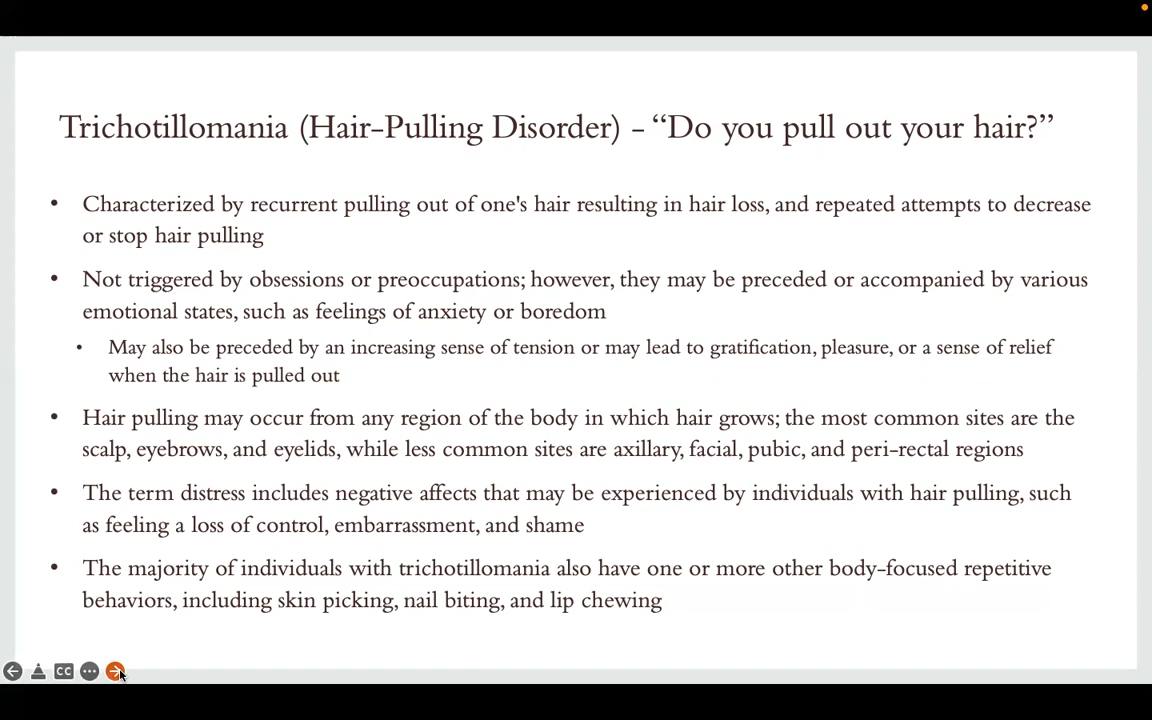 Trichotillomania (Hair-Pulling Disorder) - “Do you pull out your hair?”
• Characterized by recurrent pulling out of one's hair resulting in hair loss, and repeated attempts to decrease
or stop hair pulling
• Not triggered by obsessions or preoccupations; however, they may be preceded or accompanied by various
emotional states, such as feelings of anxiety or boredom
• May also be preceded by an increasing sense of tension or may lead to gratification, pleasure, or a sense of relief
when the hair is pulled out
• Hair pulling may occur from any region of the body in which hair grows; the most common sites are the
scalp, eyebrows, and eyelids, while less common sites are axillary, facial, pubic, and peri-rectal regions
• The term distress includes negative affects that may be experienced by individuals with hair pulling, such
as feeling a loss of control, embarrassment, and shame
• The majority of individuals with trichotillomania also have one or more other body-focused repetitive
behaviors, including skin picking, nail biting, and lip chewing
CC